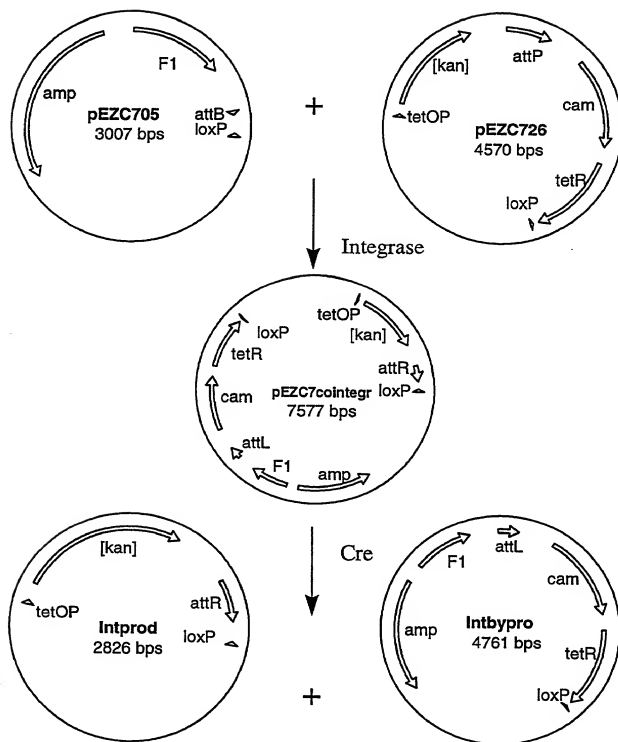 F1
amp
attB
loxP
pEZC705
3007 bps
+
[kan]
attP
cam
tetOP
pEZC726
4570 bps
tetR
loxP
Integrase
tetOP
loxP
[kan]
tetR
attR
pEZC7cointegr
loxP
7577 bps
cam
attL
F1
amp
Cre
[kan]
tetOP
attR
Intprod
2826 bps
loxP
+
F1
attL
cam
amp
Intbypro
4761 bps
tetR
loxP